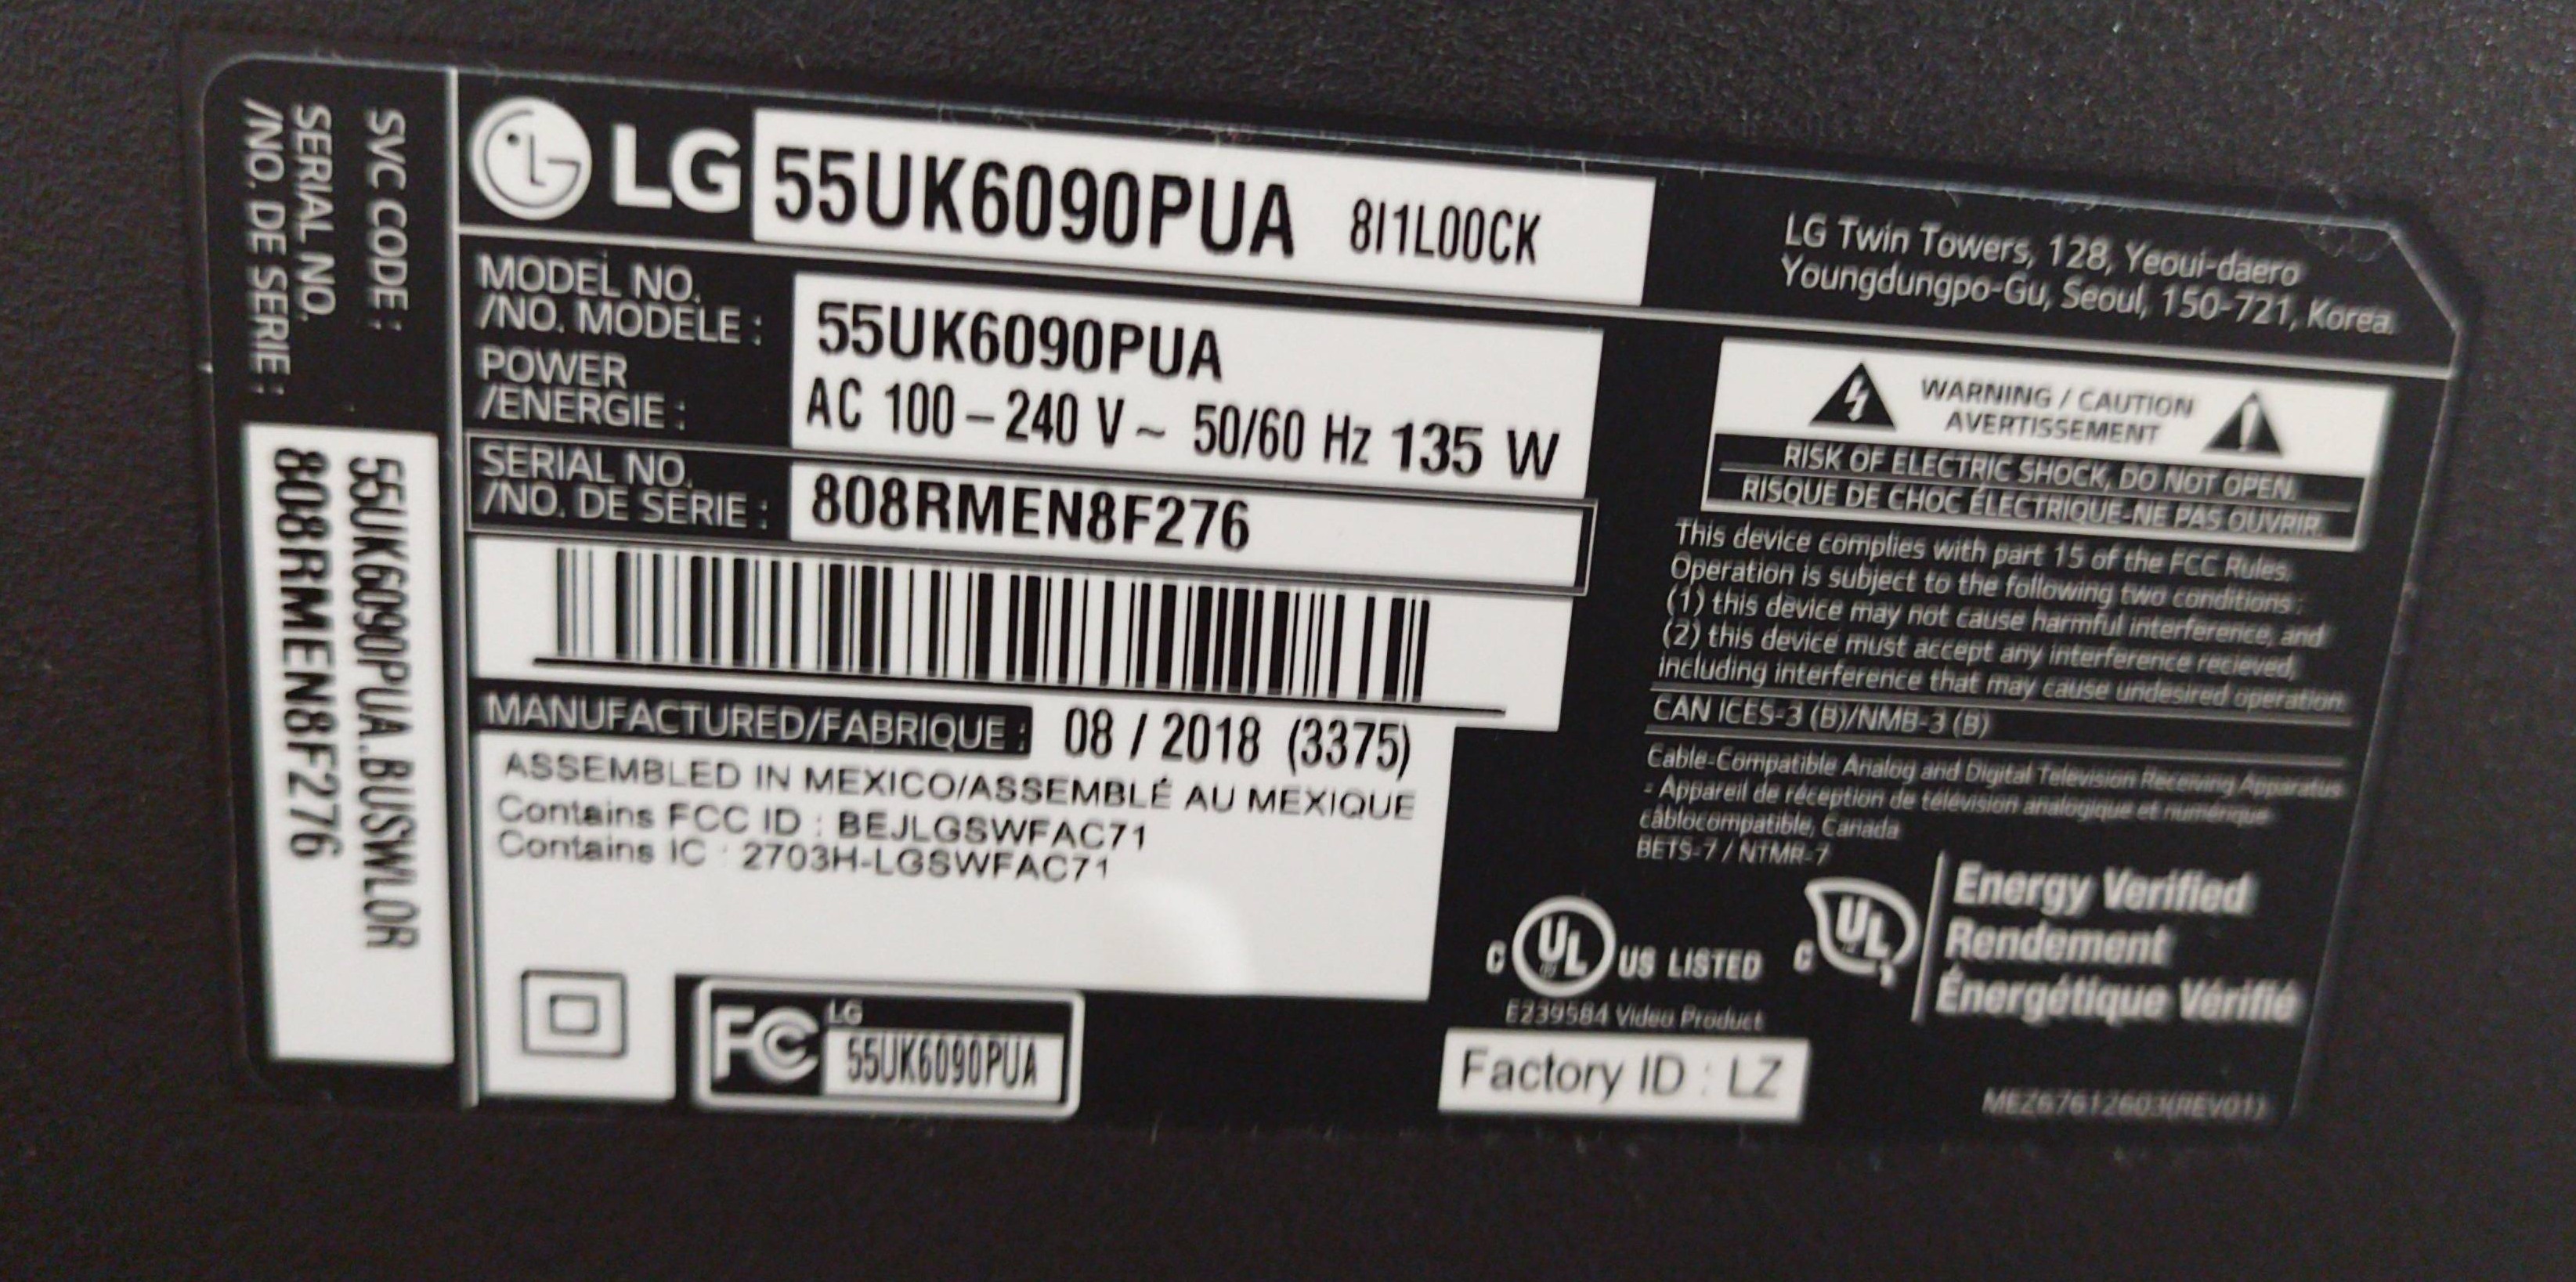 SVC CODE : 55UK6090PUA.BUSWLOR
SERIAL NO.
/NO. DE SERIE : 808RMEN8F276
LG 55UK6090PUA 8I1L00CK
LG Twin Towers, 128, Yeoui-daero
Youngdungpo-Gu, Seoul, 150-721, Korea.
MODEL NO.
/NO. MODÈLE : 55UK6090PUA
POWER
/ÉNERGIE : AC 100 – 240 V ~ 50/60 Hz 135 W
SERIAL NO.
/NO. DE SERIE : 808RMEN8F276
MANUFACTURED/FABRIQUE : 08 / 2018 (3375)
ASSEMBLED IN MEXICO/ASSEMBLÉ AU MEXIQUE
Contains FCC ID : BEJLGSWFAC71
Contains IC : 2703H-LGSWFAC71
FC LG
55UK6090PUA
WARNING / CAUTION
AVERTISSEMENT
RISK OF ELECTRIC SHOCK, DO NOT OPEN.
RISQUE DE CHOC ÉLECTRIQUE-NE PAS OUVRIR.
This device complies with part 15 of the FCC Rules.
Operation is subject to the following two conditions :
(1) this device may not cause harmful interference, and
(2) this device must accept any interference recieved,
including interference that may cause undesired operation.
CAN ICES-3 (B)/NMB-3 (B)
Cable-Compatible Analog and Digital Television Receiving Apparatus
- Appareil de réception de télévision analogique et numérique
câblocompatible, Canada
BETS-7 / NTMR-7
C UL US LISTED
E239584 Video Product
C UL
Energy Verified
Rendement
Énergétique Vérifié
Factory ID : LZ
MEZ67612603(REV01)